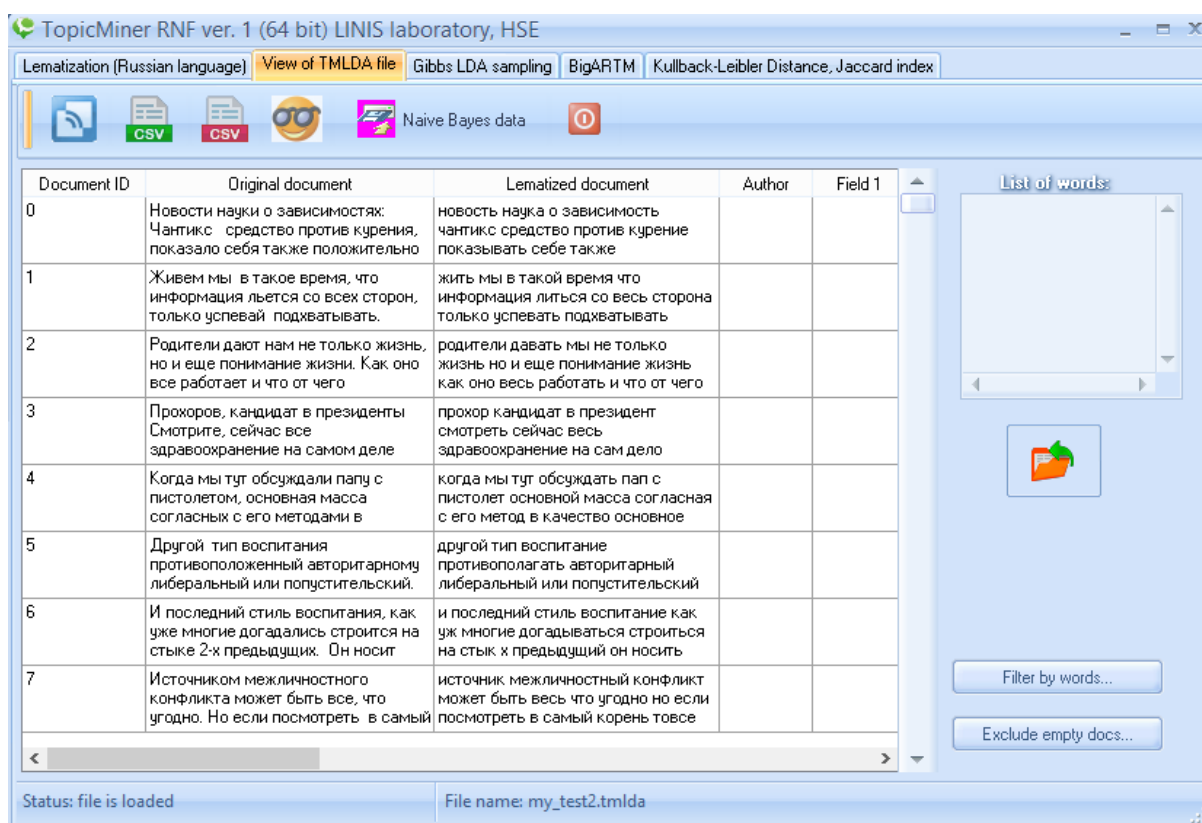 TopicMiner RNF ver. 1 (64 bit) LINIS laboratory, HSE
Lematization (Russian language) View of TMLDA file Gibbs LDA sampling BigARTM Kullback-Leibler Distance, Jaccard index
CSV CSV Naive Bayes data
Document ID Original document Lematized document Author Field 1 List of words:
0
Новости науки о зависимостях:
Чантикс средство против курения,
показало себя также положительно
новость наука о зависимость
чантикс средство против курение
показывать себе также
1
Живем мы в такое время, что
информация льется со всех сторон,
только успевай подхватывать.
жить мы в такой время что
информация литься со весь сторона
только успевать подхватывать
2
Родители дают нам не только жизнь,
но и еще понимание жизни. Как оно
все работает и что от чего
родители давать мы не только
жизнь но и еще понимание жизнь
как оно весь работать и что от чего
3
Прохоров, кандидат в президенты
Смотрите, сейчас все
здравоохранение на самом деле
прохор кандидат в президент
смотреть сейчас весь
здравоохранение на сам дело
4
Когда мы тут обсуждали папу с
пистолетом, основная масса
согласных с его методами в
когда мы тут обсуждать пап с
пистолет основной масса согласная
с его метод в качество основное
5
Другой тип воспитания
противоположенный авторитарному
либеральный или попустительский.
другой тип воспитание
противополагать авторитарный
либеральный или попустительский
6
И последний стиль воспитания, как
уже многие догадались строится на
стыке 2-х предыдущих. Он носит
и последний стиль воспитание как
уж многие догадываться строиться
на стык х предыдущий он носить
7
Источником межличностного
конфликта может быть все, что
угодно. Но если посмотреть в самый
источник межличностный конфликт
может быть весь что угодно но если
посмотреть в самый корень товсе
Filter by words...
Exclude empty docs...
Status: file is loaded File name: my_test2.tmlda